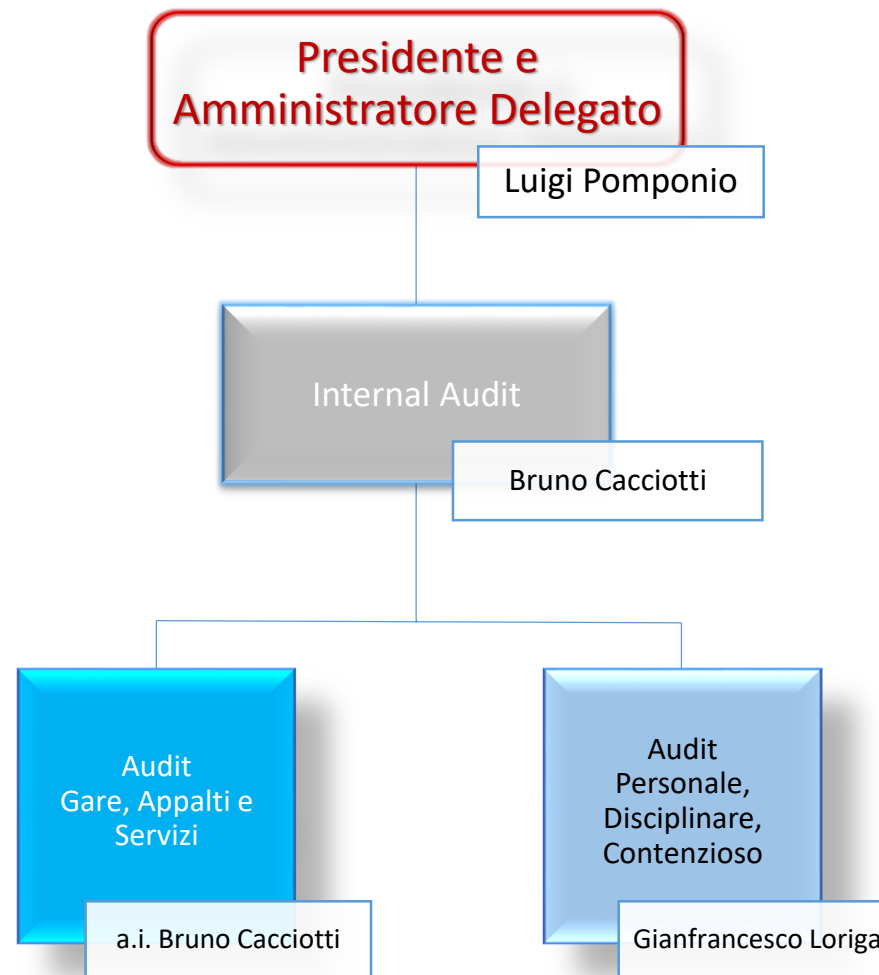 Presidente e
Amministratore Delegato
Luigi Pomponio
Internal Audit
Bruno Cacciotti
Audit
Gare, Appalti e
Servizi
a.i. Bruno Cacciotti
Audit
Personale,
Disciplinare,
Contenzioso
Gianfrancesco Loriga